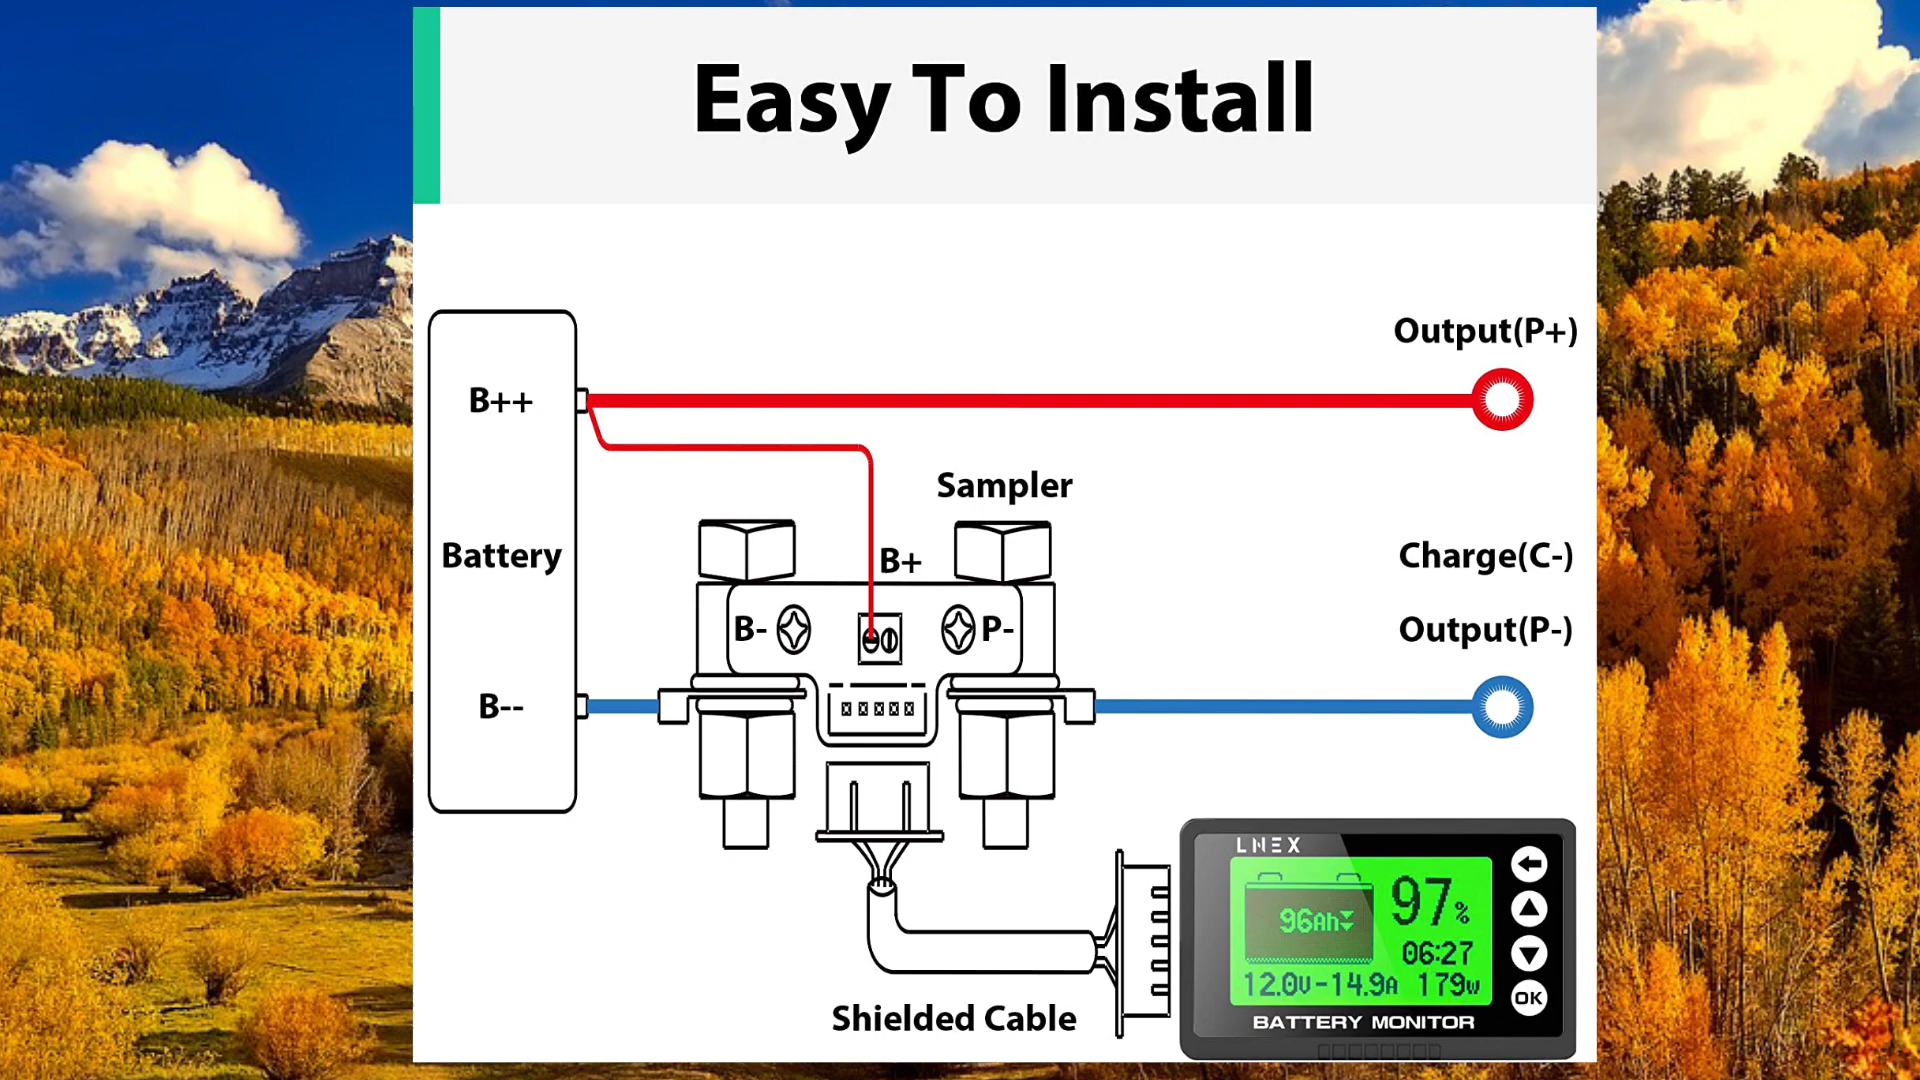 Easy To Install
Output(P+)
B++
Sampler
Battery
B+
Charge(C-)
B-
P-
Output(P-)
B--
LNEX
97%
96Ah
06:27
12.0V-14.9A 179W
OK
Shielded Cable
BATTERY MONITOR